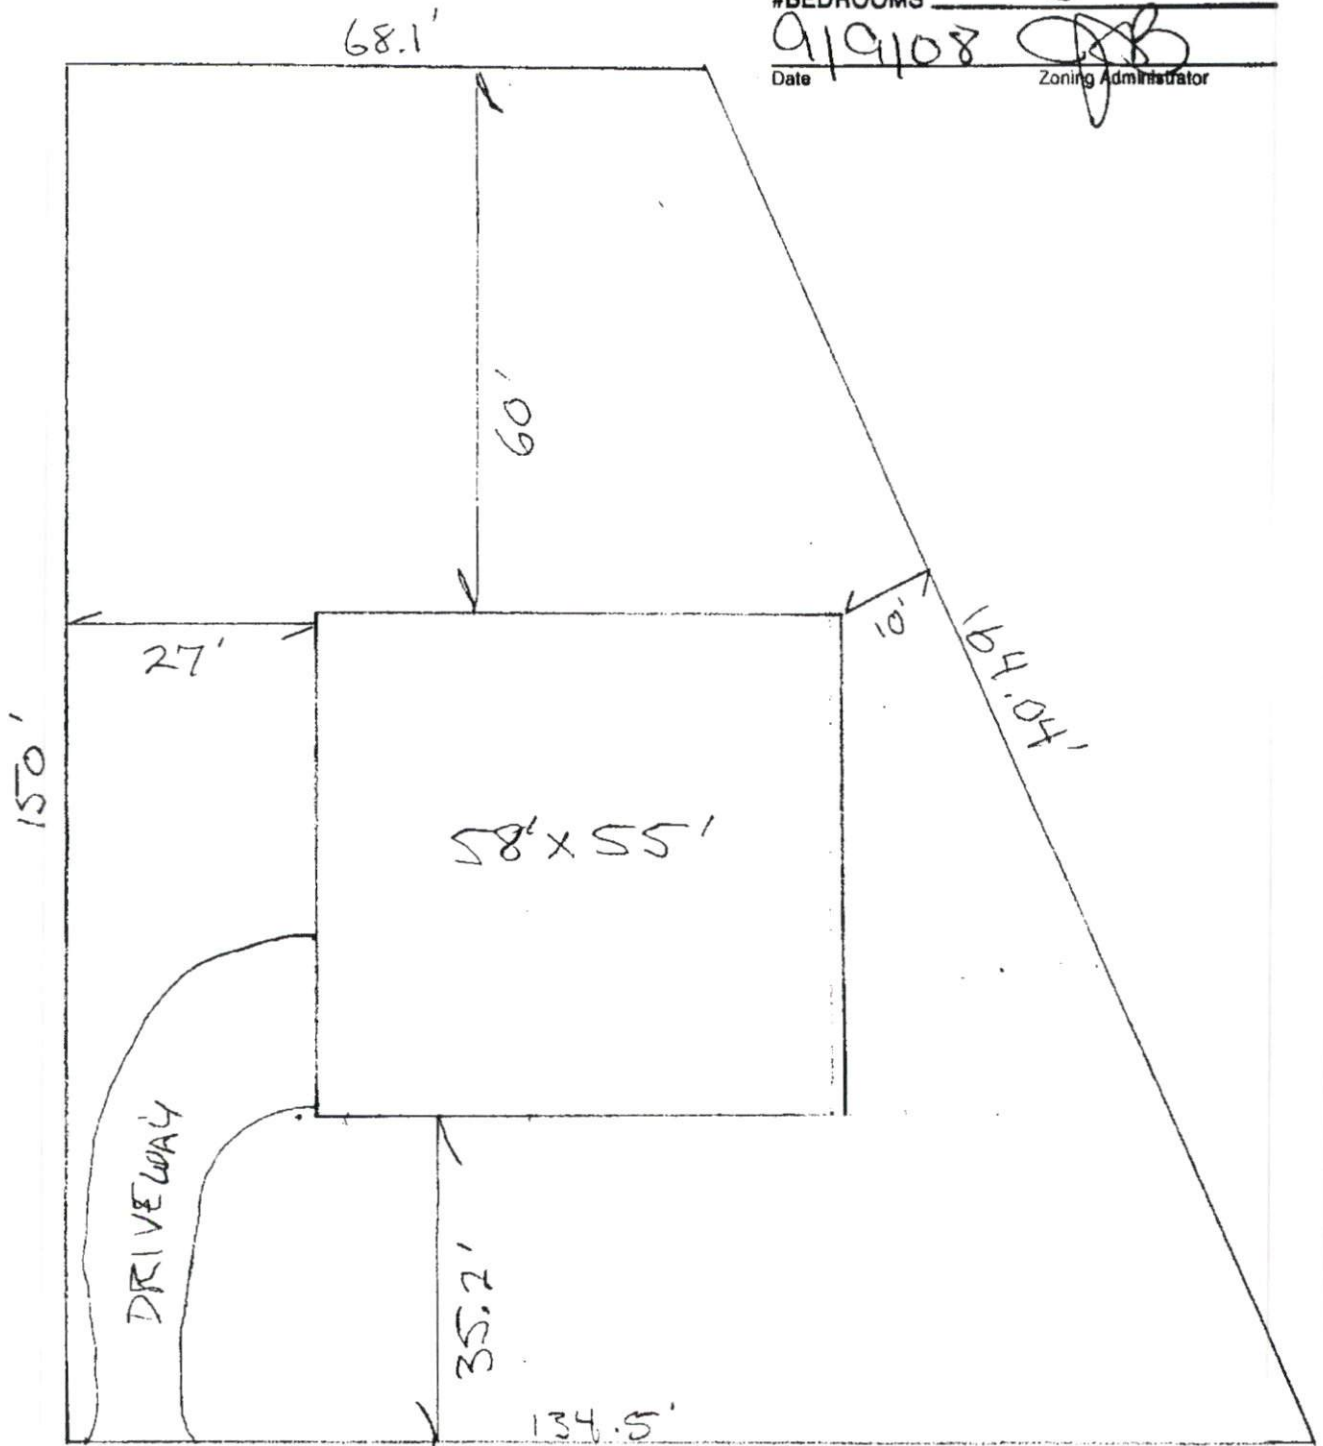 #BEDROOMS
9/9/08
Date
Zoning Administrator
68.1'
60'
27'
10'
164.04'
150'
58' x 55'
DRIVEWAY
35.2'
134.5'